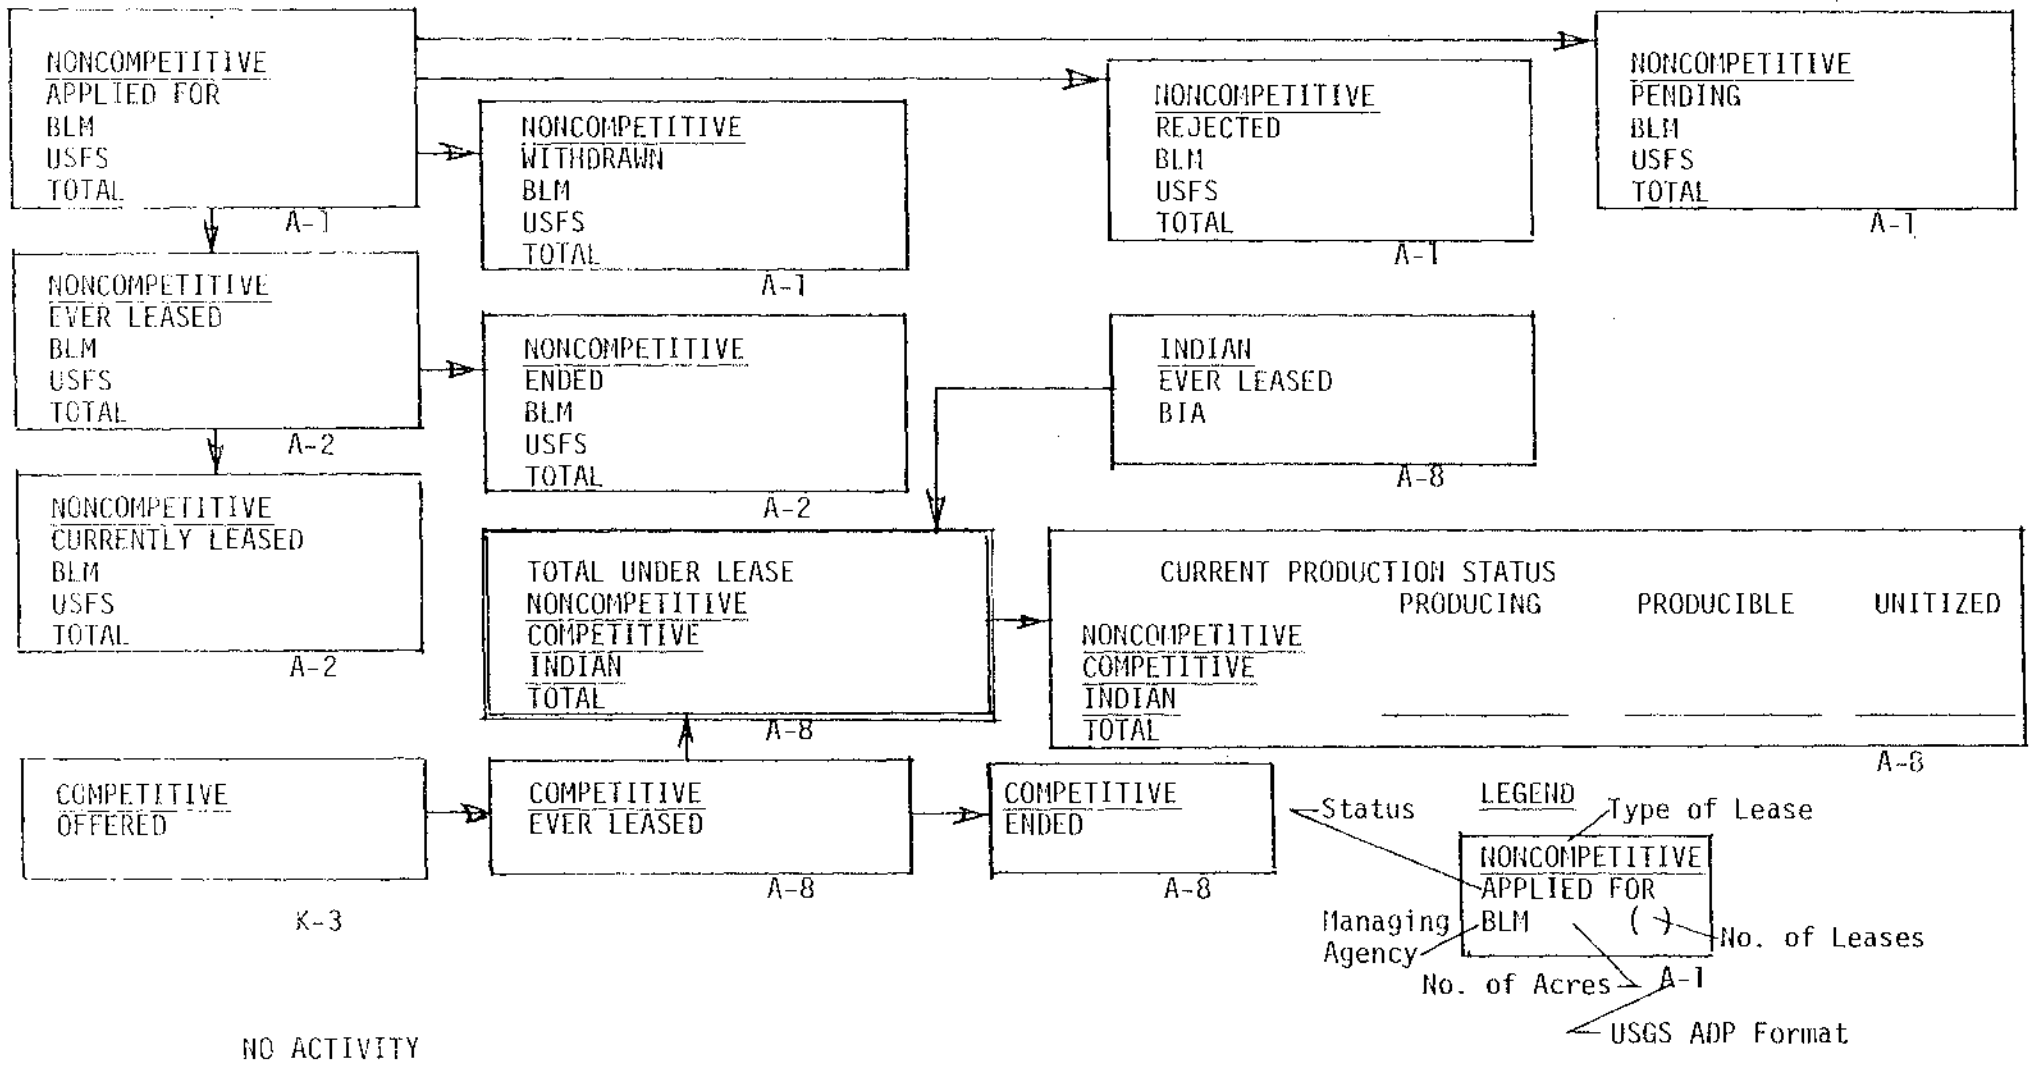 NONCOMPETITIVE
APPLIED FOR
BLM
USFS
TOTAL
A-1
NONCOMPETITIVE
WITHDRAWN
BLM
USFS
TOTAL
A-1
NONCOMPETITIVE
REJECTED
BLM
USFS
TOTAL
A-1
NONCOMPETITIVE
PENDING
BLM
USFS
TOTAL
A-1
NONCOMPETITIVE
EVER LEASED
BLM
USFS
TOTAL
A-2
NONCOMPETITIVE
ENDED
BLM
USFS
TOTAL
A-2
INDIAN
EVER LEASED
BIA
A-8
NONCOMPETITIVE
CURRENTLY LEASED
BLM
USFS
TOTAL
A-2
TOTAL UNDER LEASE
NONCOMPETITIVE
COMPETITIVE
INDIAN
TOTAL
A-8
CURRENT PRODUCTION STATUS
PRODUCING PRODUCIBLE UNITIZED
NONCOMPETITIVE
COMPETITIVE
INDIAN
TOTAL
A-8
COMPETITIVE
OFFERED
K-3
COMPETITIVE
EVER LEASED
A-8
COMPETITIVE
ENDED
A-8
LEGEND
Status
Type of Lease
NONCOMPETITIVE
APPLIED FOR
BLM ( )
Managing
Agency
No. of Leases
No. of Acres
A-1
USGS ADP Format
NO ACTIVITY